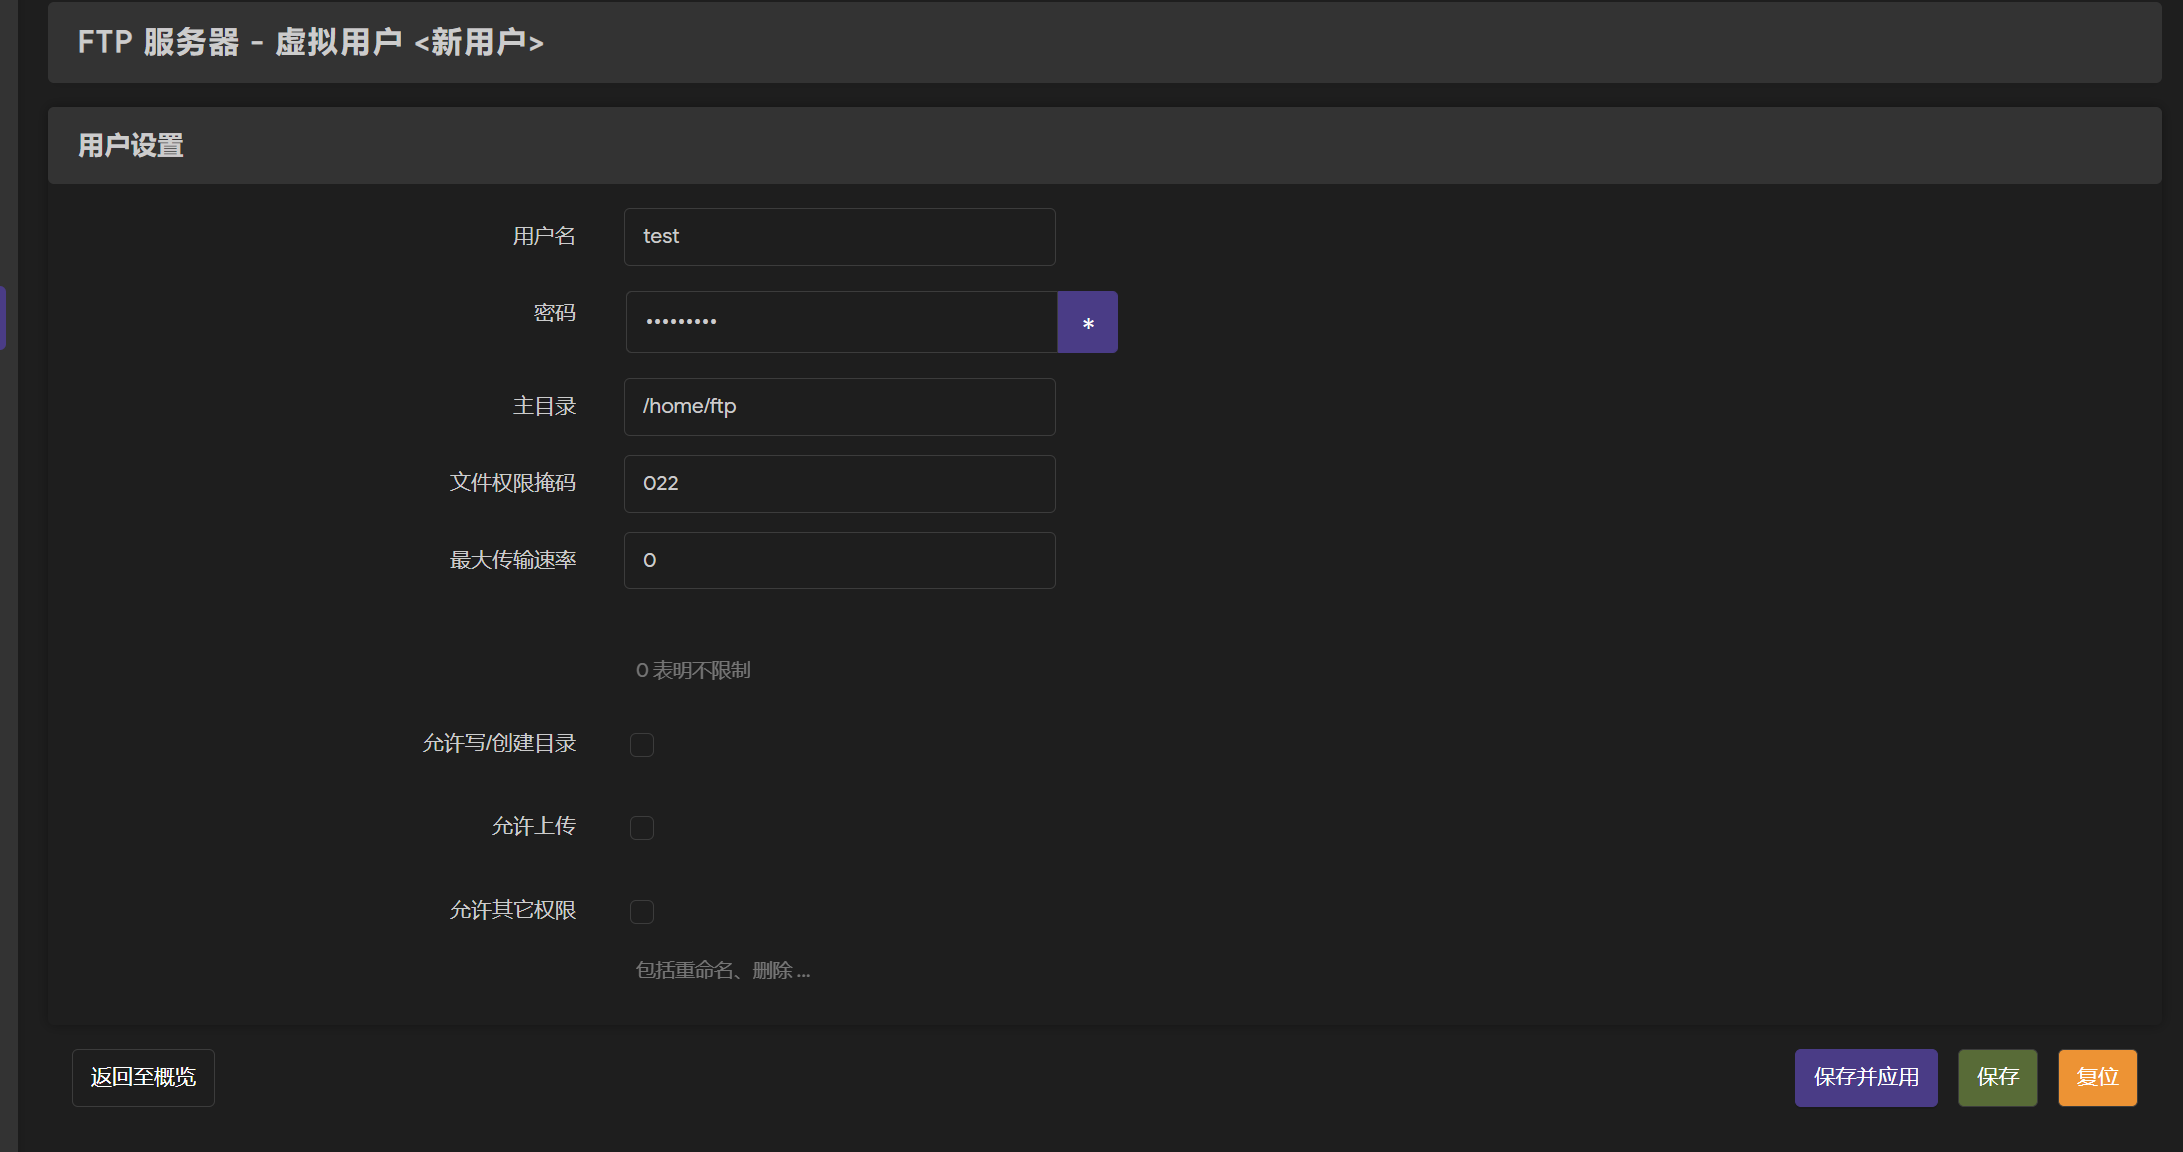 FTP 服务器 - 虚拟用户 <新用户>
用户设置
用户名
test
密码
•••••••••
*
主目录
/home/ftp
文件权限掩码
022
最大传输速率
0
0 表明不限制
允许写/创建目录
允许上传
允许其它权限
包括重命名、删除 ...
返回至概览
保存并应用
保存
复位